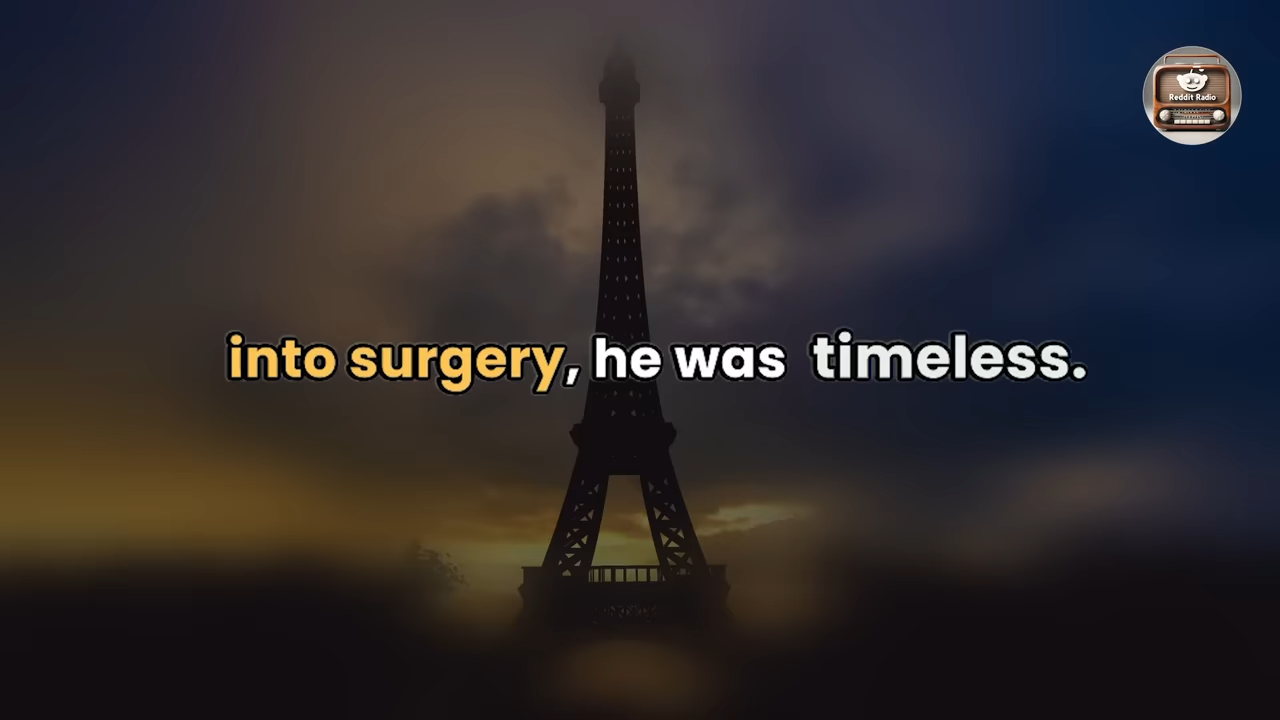 Reddit Radio
into surgery, he was timeless.